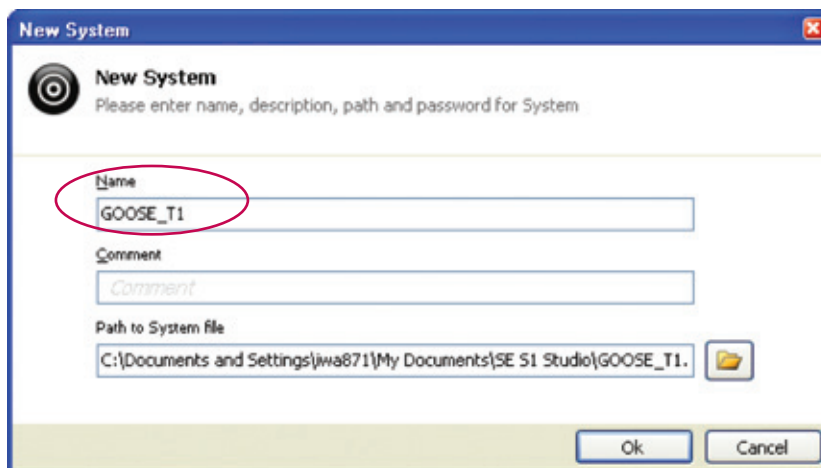 New System
New System
Please enter name, description, path and password for System
Name
GOOSE_T1
Comment
Comment
Path to System file
C:\Documents and Settings\iwa871\My Documents\SE S1 Studio\GOOSE_T1.
Ok
Cancel